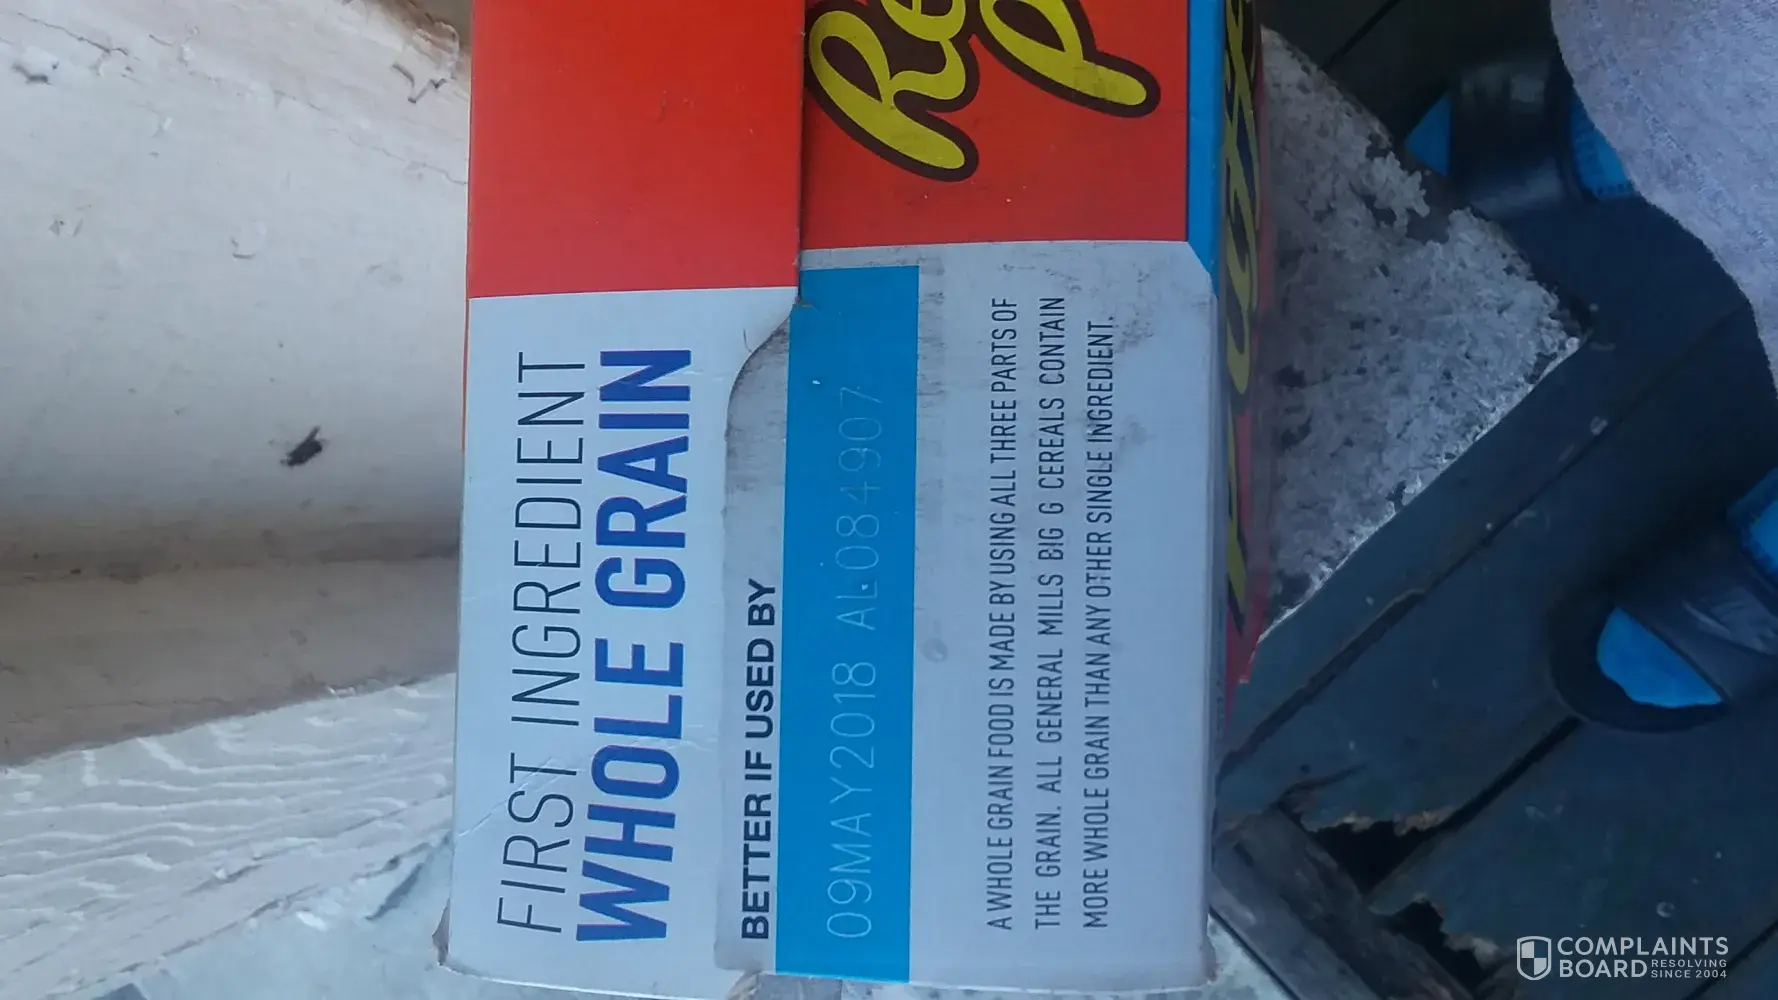 FIRST INGREDIENT
WHOLE GRAIN
BETTER IF USED BY
09MAY2018 AL084907
A WHOLE GRAIN FOOD IS MADE BY USING ALL THREE PARTS OF
THE GRAIN. ALL GENERAL MILLS BIG G CEREALS CONTAIN
MORE WHOLE GRAIN THAN ANY OTHER SINGLE INGREDIENT.
COMPLAINTS
BOARD RESOLVING
SINCE 2004